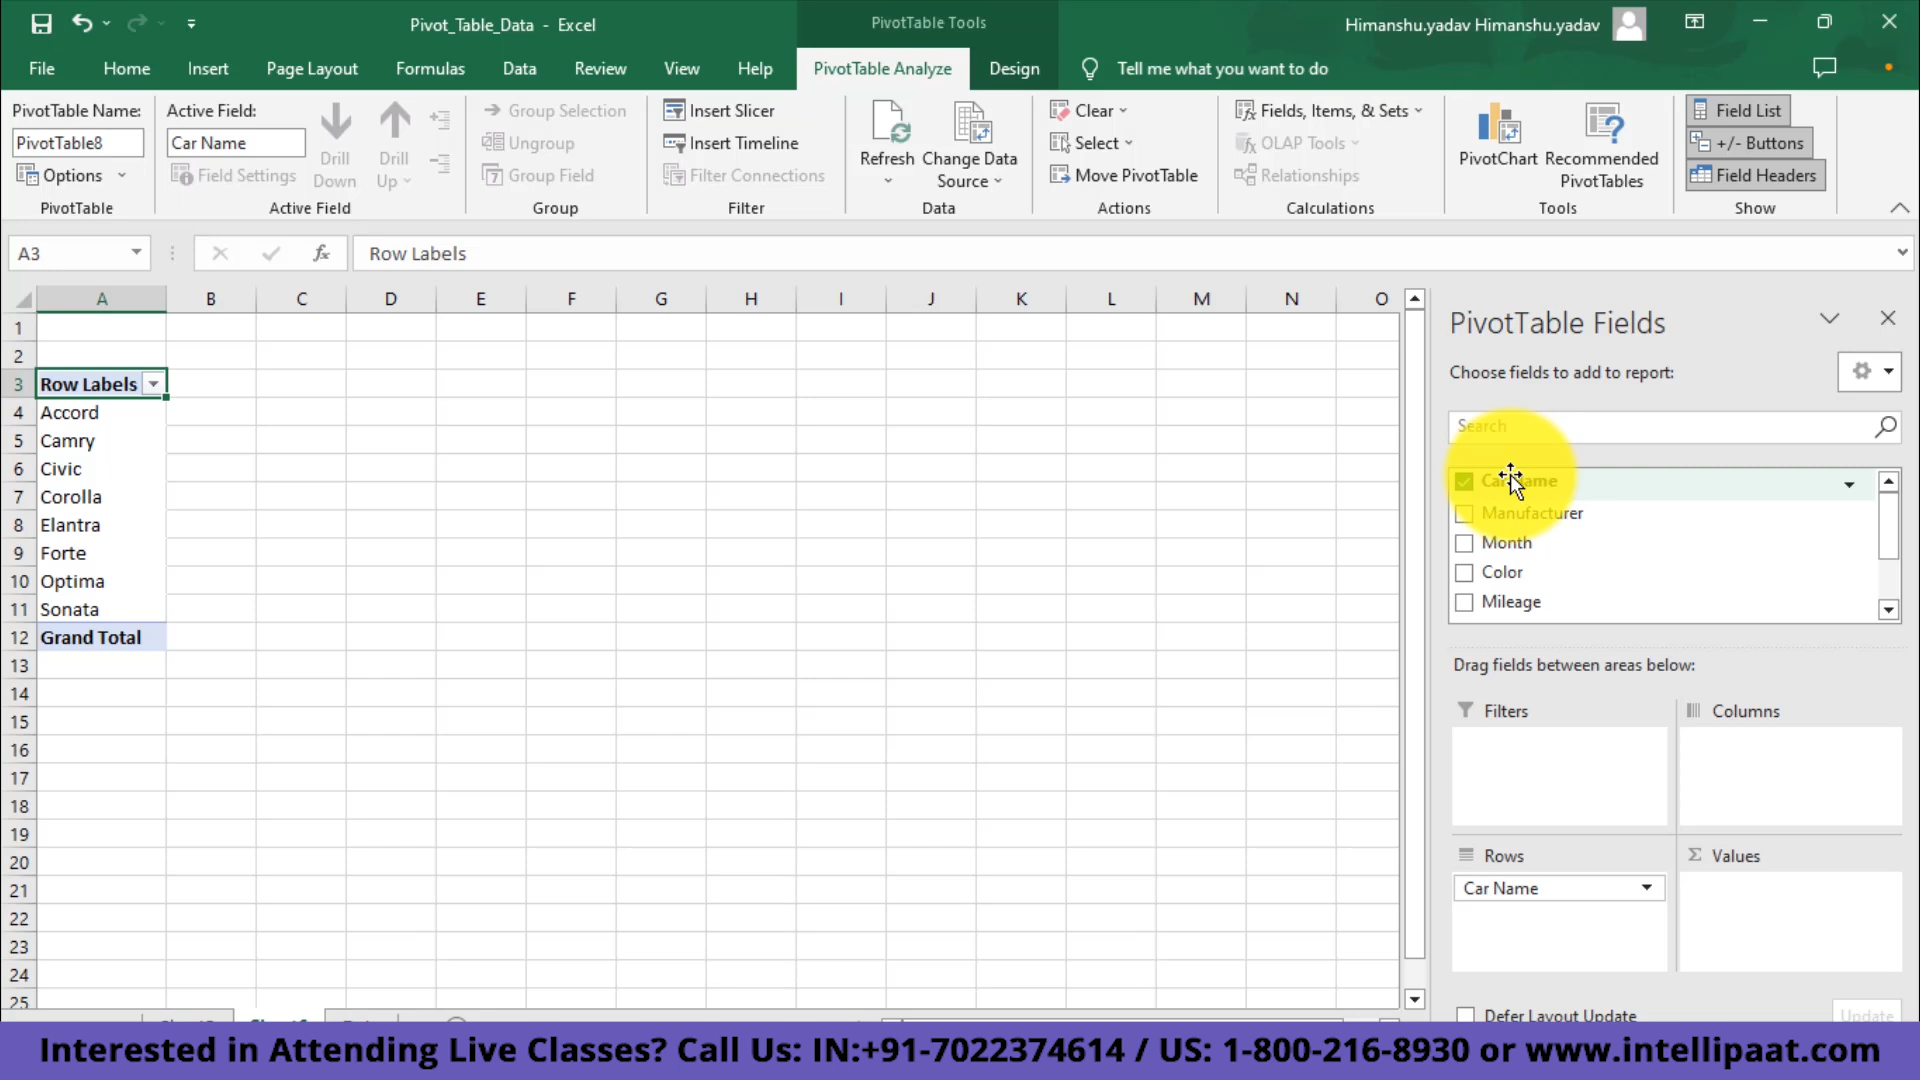 Pivot_Table_Data - Excel
PivotTable Tools
Himanshu.yadav Himanshu.yadav
File Home Insert Page Layout Formulas Data Review View Help PivotTable Analyze Design Tell me what you want to do
PivotTable Name:
PivotTable8
Options
PivotTable
Active Field:
Car Name
Field Settings
Drill Down
Drill Up
Active Field
Group Selection
Ungroup
Group Field
Group
Insert Slicer
Insert Timeline
Filter Connections
Filter
Refresh
Change Data Source
Data
Clear
Select
Move PivotTable
Actions
Fields, Items, & Sets
OLAP Tools
Relationships
Calculations
PivotChart
Recommended PivotTables
Tools
Field List
+/- Buttons
Field Headers
Show
A3
fx
Row Labels
A B C D E F G H I J K L M N O
1
2
3 Row Labels
4 Accord
5 Camry
6 Civic
7 Corolla
8 Elantra
9 Forte
10 Optima
11 Sonata
12 Grand Total
13
14
15
16
17
18
19
20
21
22
23
24
25
PivotTable Fields
Choose fields to add to report:
Search
Car Name
Manufacturer
Month
Color
Mileage
Drag fields between areas below:
Filters
Columns
Rows
Σ Values
Car Name
Defer Layout Update
Update
Interested in Attending Live Classes? Call Us: IN:+91-7022374614 / US: 1-800-216-8930 or www.intellipaat.com